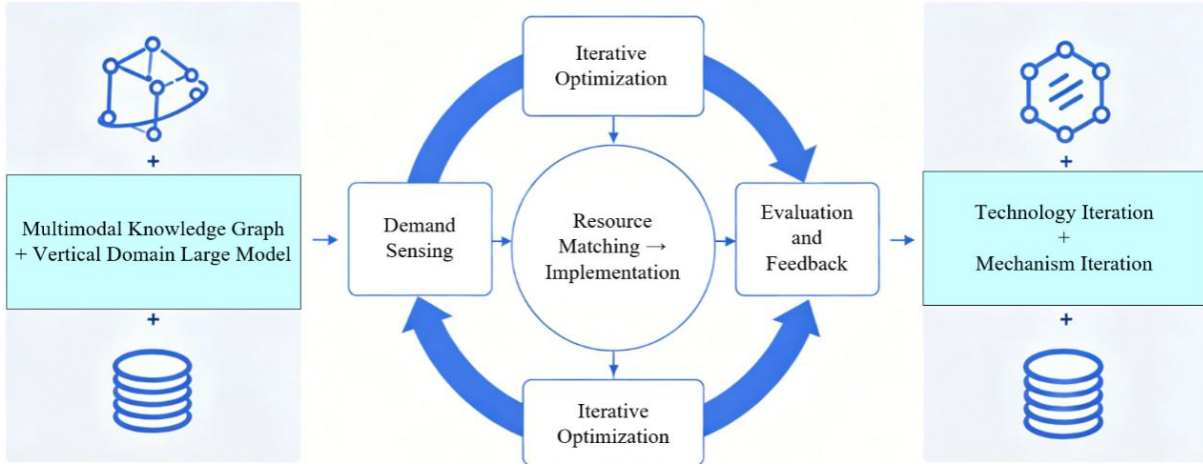 +
Multimodal Knowledge Graph
+ Vertical Domain Large Model
+
Iterative
Optimization
Demand
Sensing
Resource
Matching →
Implementation
Evaluation
and
Feedback
Iterative
Optimization
+
Technology Iteration
+
Mechanism Iteration
+